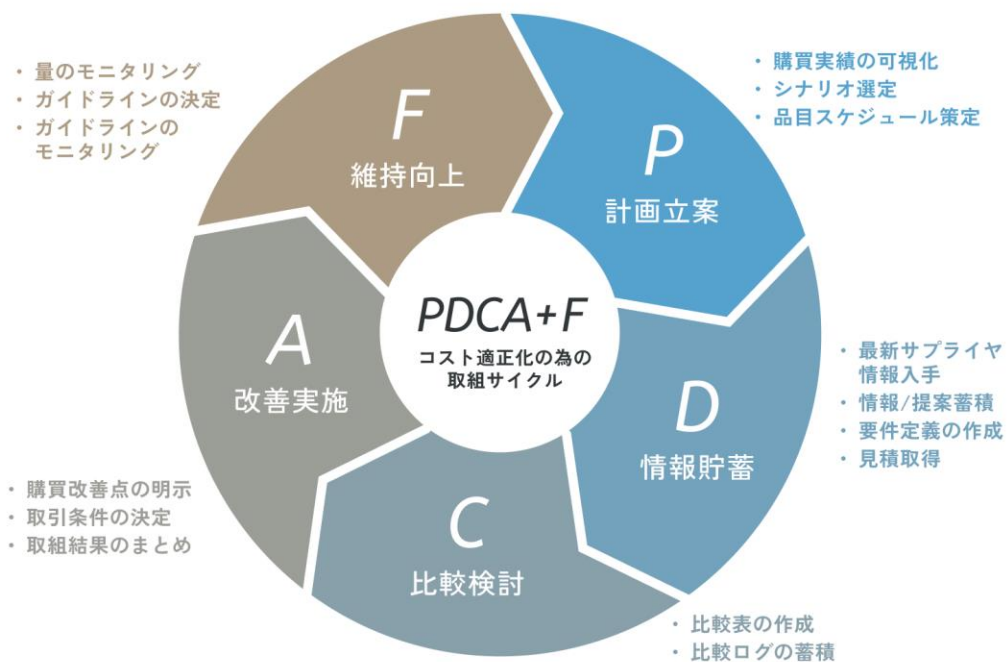 PDCA+F
コスト適正化の為の
取組サイクル
P
計画立案
・ 購買実績の可視化
・ シナリオ選定
・ 品目スケジュール策定
D
情報貯蓄
・ 最新サプライヤ
情報入手
・ 情報/提案蓄積
・ 要件定義の作成
・ 見積取得
C
比較検討
・ 比較表の作成
・ 比較ログの蓄積
A
改善実施
・ 購買改善点の明示
・ 取引条件の決定
・ 取組結果のまとめ
F
維持向上
・ 量のモニタリング
・ ガイドラインの決定
・ ガイドラインの
モニタリング